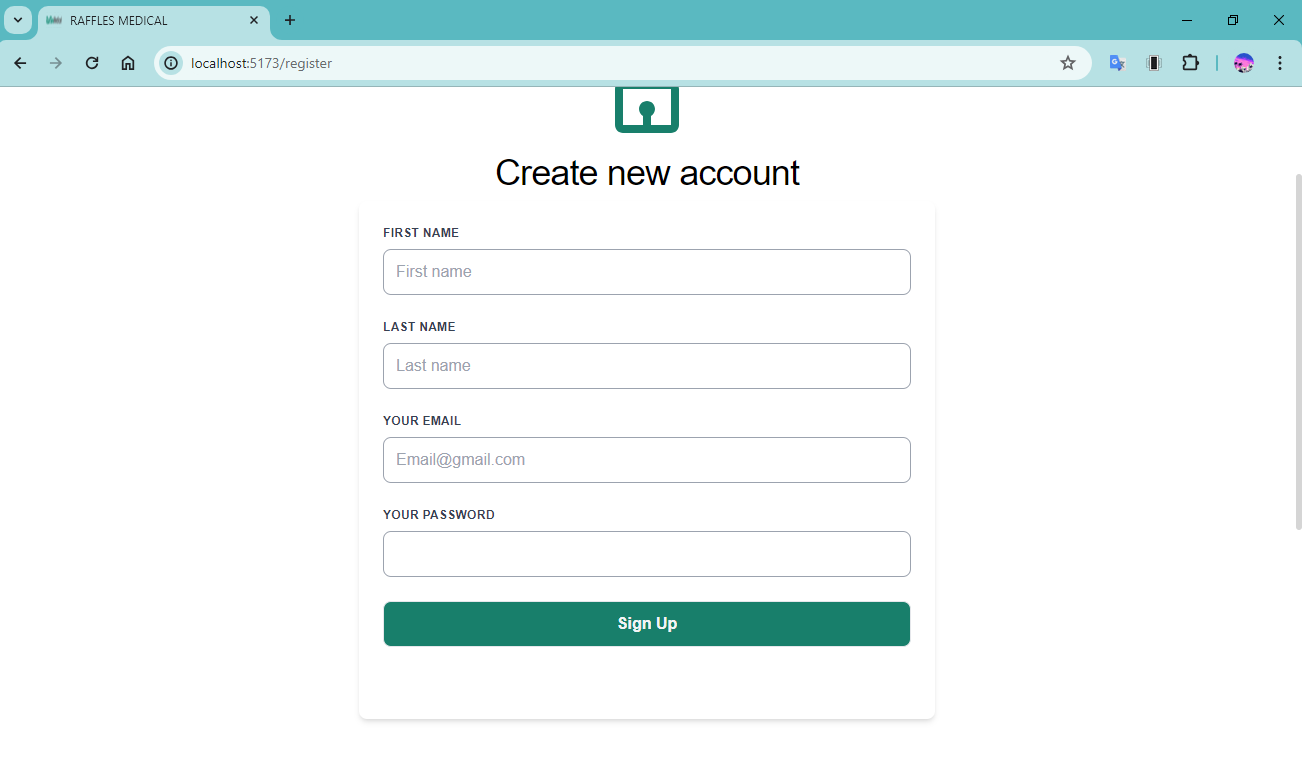 RAFFLES MEDICAL
localhost:5173/register
Create new account
FIRST NAME
First name
LAST NAME
Last name
YOUR EMAIL
Email@gmail.com
YOUR PASSWORD
Sign Up